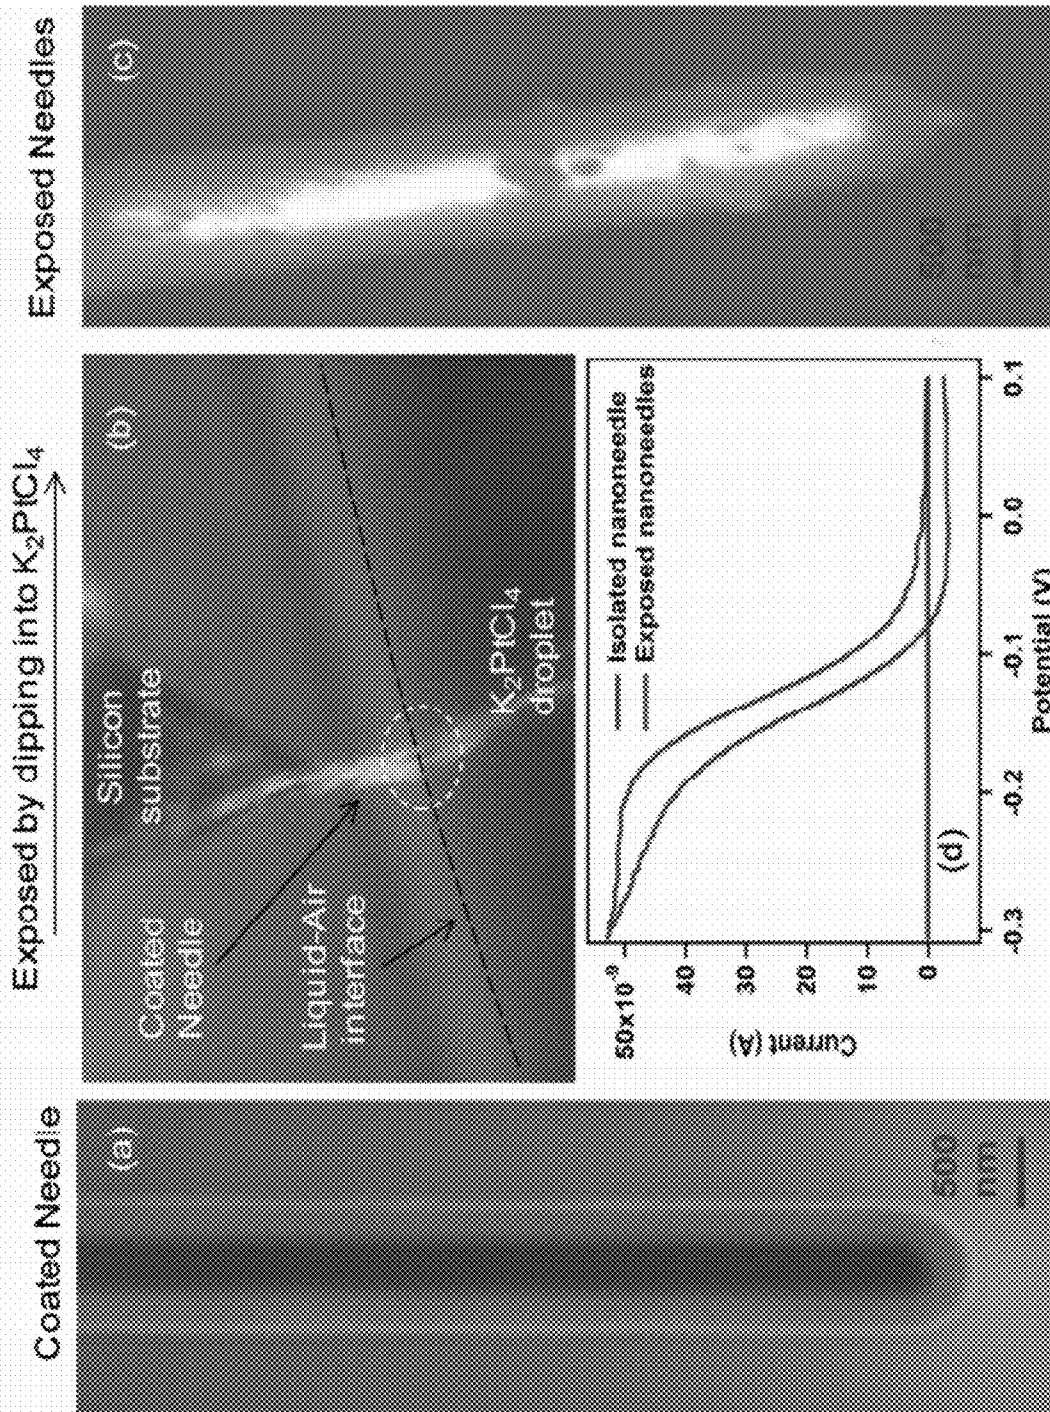 Coated Needle
Exposed by dipping into K₂PtCl₄
Exposed Needles
(a)
500
nm
(b)
Silicon
substrate
Coated
Needle
Liquid-Air
interface
K₂PtCl₄
droplet
(c)
Isolated nanoneedle
Exposed nanoneedles
50x10⁻⁹
40
30
20
10
0
Current (A)
(d)
-0.3
-0.2
-0.1
0.0
0.1
Potential (V)